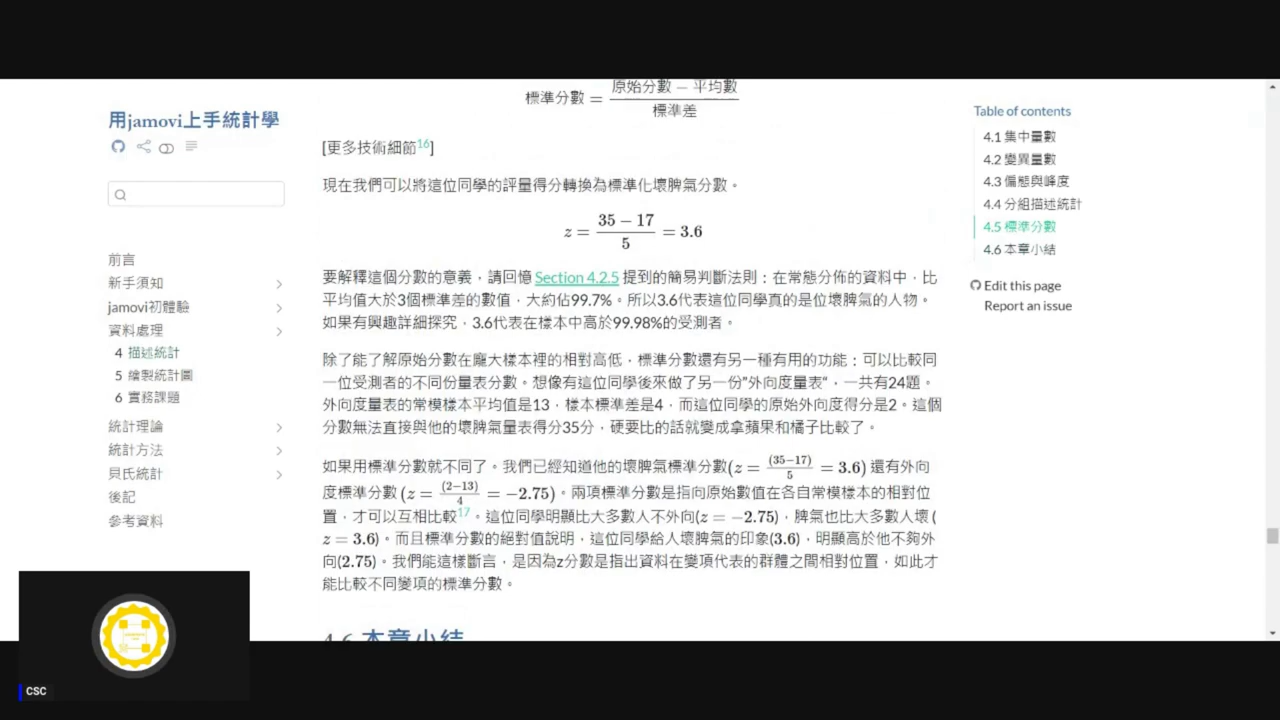 用jamovi上手統計學
前言
新手須知
jamovi初體驗
資料處理
4 描述統計
5 繪製統計圖
6 實務課題
統計理論
統計方法
貝氏統計
後記
參考資料
標準分數 = 原始分數 − 平均數 / 標準差
[更多技術細節16]
現在我們可以將這位同學的評量得分轉換為標準化壞脾氣分數。
z = 35 − 17 / 5 = 3.6
要解釋這個分數的意義，請回憶 Section 4.2.5 提到的簡易判斷法則：在常態分佈的資料中，比
平均值大於3個標準差的數值，大約佔99.7%。所以3.6代表這位同學真的是位壞脾氣的人物。
如果有興趣詳細探究，3.6代表在樣本中高於99.98%的受測者。
除了能了解原始分數在龐大樣本裡的相對高低，標準分數還有另一種有用的功能：可以比較同
一位受測者的不同份量表分數。想像有這位同學後來做了另一份”外向度量表“，一共有24題。
外向度量表的常模樣本平均值是13，樣本標準差是4，而這位同學的原始外向度得分是2。這個
分數無法直接與他的壞脾氣量表得分35分，硬要比的話就變成拿蘋果和橘子比較了。
如果用標準分數就不同了。我們已經知道他的壞脾氣標準分數(z = (35−17) / 5 = 3.6) 還有外向
度標準分數 (z = (2−13) / 4 = −2.75)。兩項標準分數是指向原始數值在各自常模樣本的相對位
置，才可以互相比較17。這位同學明顯比大多數人不外向(z = −2.75)，脾氣也比大多數人壞(
z = 3.6)。而且標準分數的絕對值說明，這位同學給人壞脾氣的印象(3.6)，明顯高於他不夠外
向(2.75)。我們能這樣斷言，是因為z分數是指出資料在變項代表的群體之間相對位置，如此才
能比較不同變項的標準分數。
4.6 本章小結
Table of contents
4.1 集中量數
4.2 變異量數
4.3 偏態與峰度
4.4 分組描述統計
4.5 標準分數
4.6 本章小結
Edit this page
Report an issue
CSC